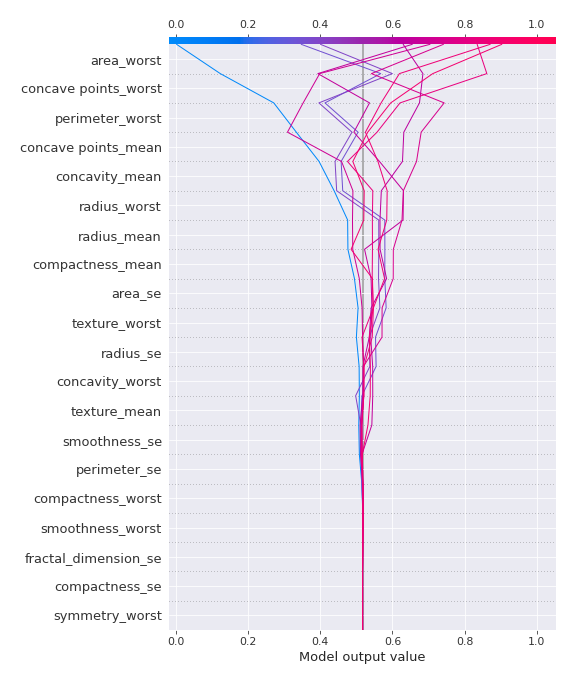 0.0 0.2 0.4 0.6 0.8 1.0
area_worst
concave points_worst
perimeter_worst
concave points_mean
concavity_mean
radius_worst
radius_mean
compactness_mean
area_se
texture_worst
radius_se
concavity_worst
texture_mean
smoothness_se
perimeter_se
compactness_worst
smoothness_worst
fractal_dimension_se
compactness_se
symmetry_worst
0.0 0.2 0.4 0.6 0.8 1.0
Model output value